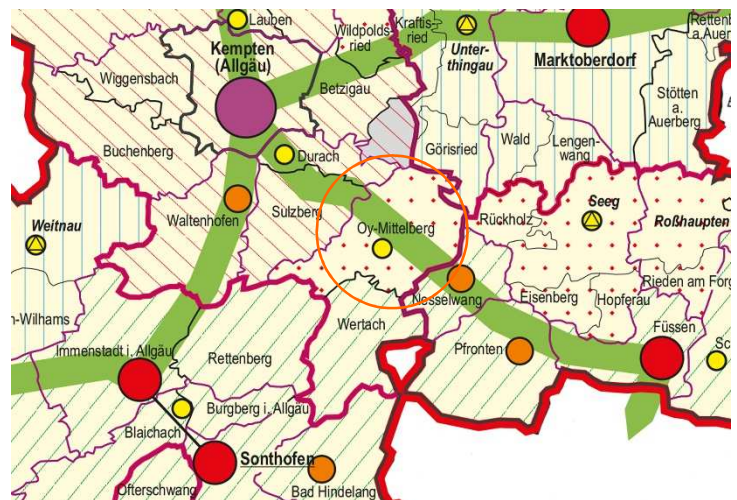 Lauben
Wildpolds-
ried
Kraftis-
ried
Unter-
thingau
Marktoberdorf
Rettenb
a.Auerb
Kempten
(Allgäu)
Wiggensbach
Betzigau
Stötten
a.
Auerberg
Buchenberg
Durach
Görisried
Wald
Lengen-
wang
Weitnau
Waltenhofen
Sulzberg
Oy-Mittelberg
Rückholz
Seeg
Roßhaupten
Nesselwang
Eisenberg
Hopferau
Rieden am Forg
n-Wilhams
Immenstadt i. Allgäu
Rettenberg
Wertach
Pfronten
Füssen
Sc
Burgberg i. Allgäu
Blaichach
Sonthofen
Ofterschwang
Bad Hindelang